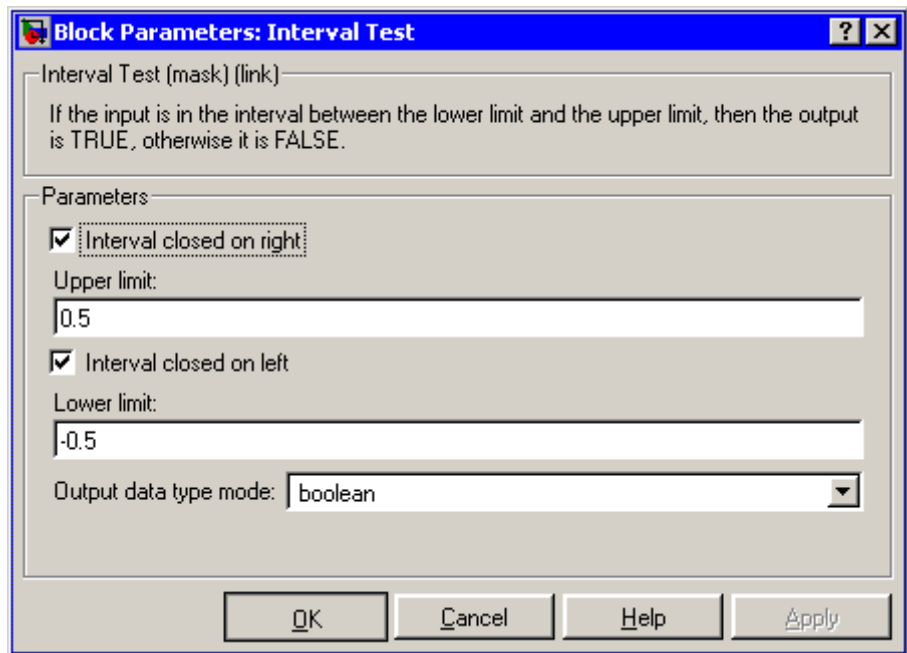 Block Parameters: Interval Test
Interval Test (mask) (link)
If the input is in the interval between the lower limit and the upper limit, then the output
is TRUE, otherwise it is FALSE.
Parameters
Interval closed on right
Upper limit:
0.5
Interval closed on left
Lower limit:
-0.5
Output data type mode: boolean
OK Cancel Help Apply